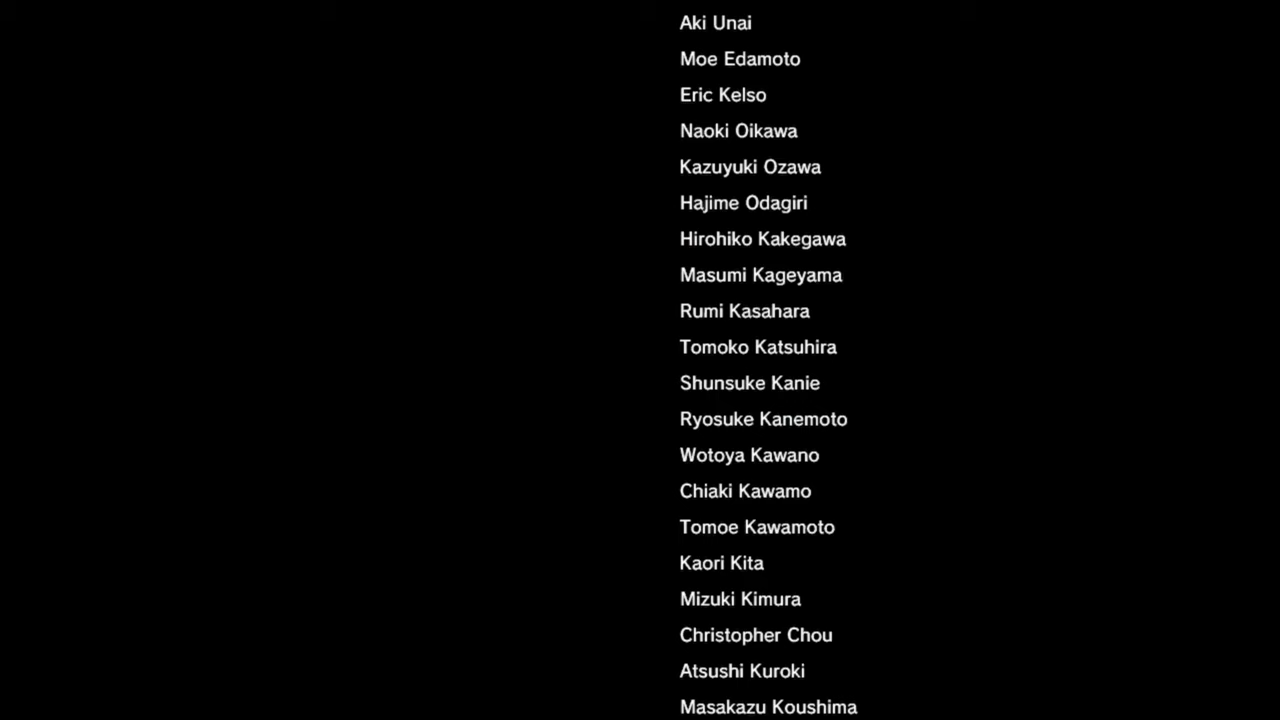 Aki Unai
Moe Edamoto
Eric Kelso
Naoki Oikawa
Kazuyuki Ozawa
Hajime Odagiri
Hirohiko Kakegawa
Masumi Kageyama
Rumi Kasahara
Tomoko Katsuhira
Shunsuke Kanie
Ryosuke Kanemoto
Wotoya Kawano
Chiaki Kawamo
Tomoe Kawamoto
Kaori Kita
Mizuki Kimura
Christopher Chou
Atsushi Kuroki
Masakazu Koushima